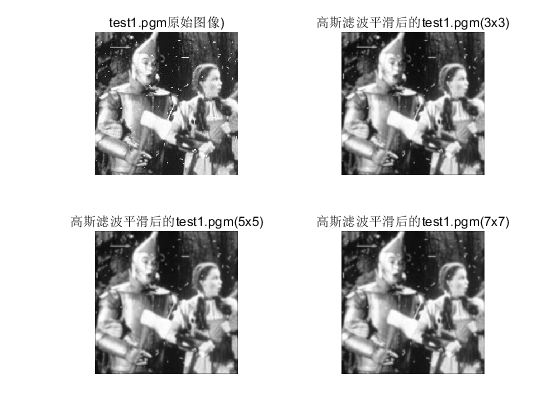 test1.pgm原始图像)
高斯滤波平滑后的test1.pgm(3x3)
高斯滤波平滑后的test1.pgm(5x5)
高斯滤波平滑后的test1.pgm(7x7)